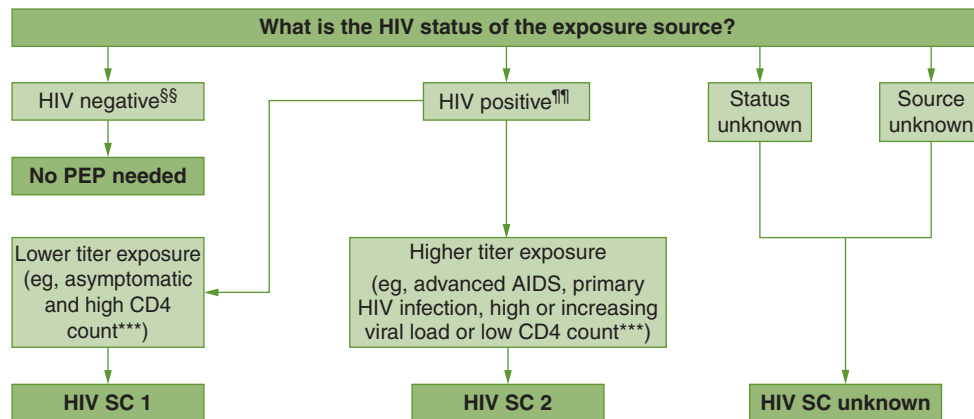 What is the HIV status of the exposure source?
HIV negative§§
HIV positive¶¶
Status
unknown
Source
unknown
No PEP needed
Lower titer exposure
(eg, asymptomatic
and high CD4
count***)
Higher titer exposure
(eg, advanced AIDS, primary
HIV infection, high or increasing
viral load or low CD4 count***)
HIV SC 1
HIV SC 2
HIV SC unknown